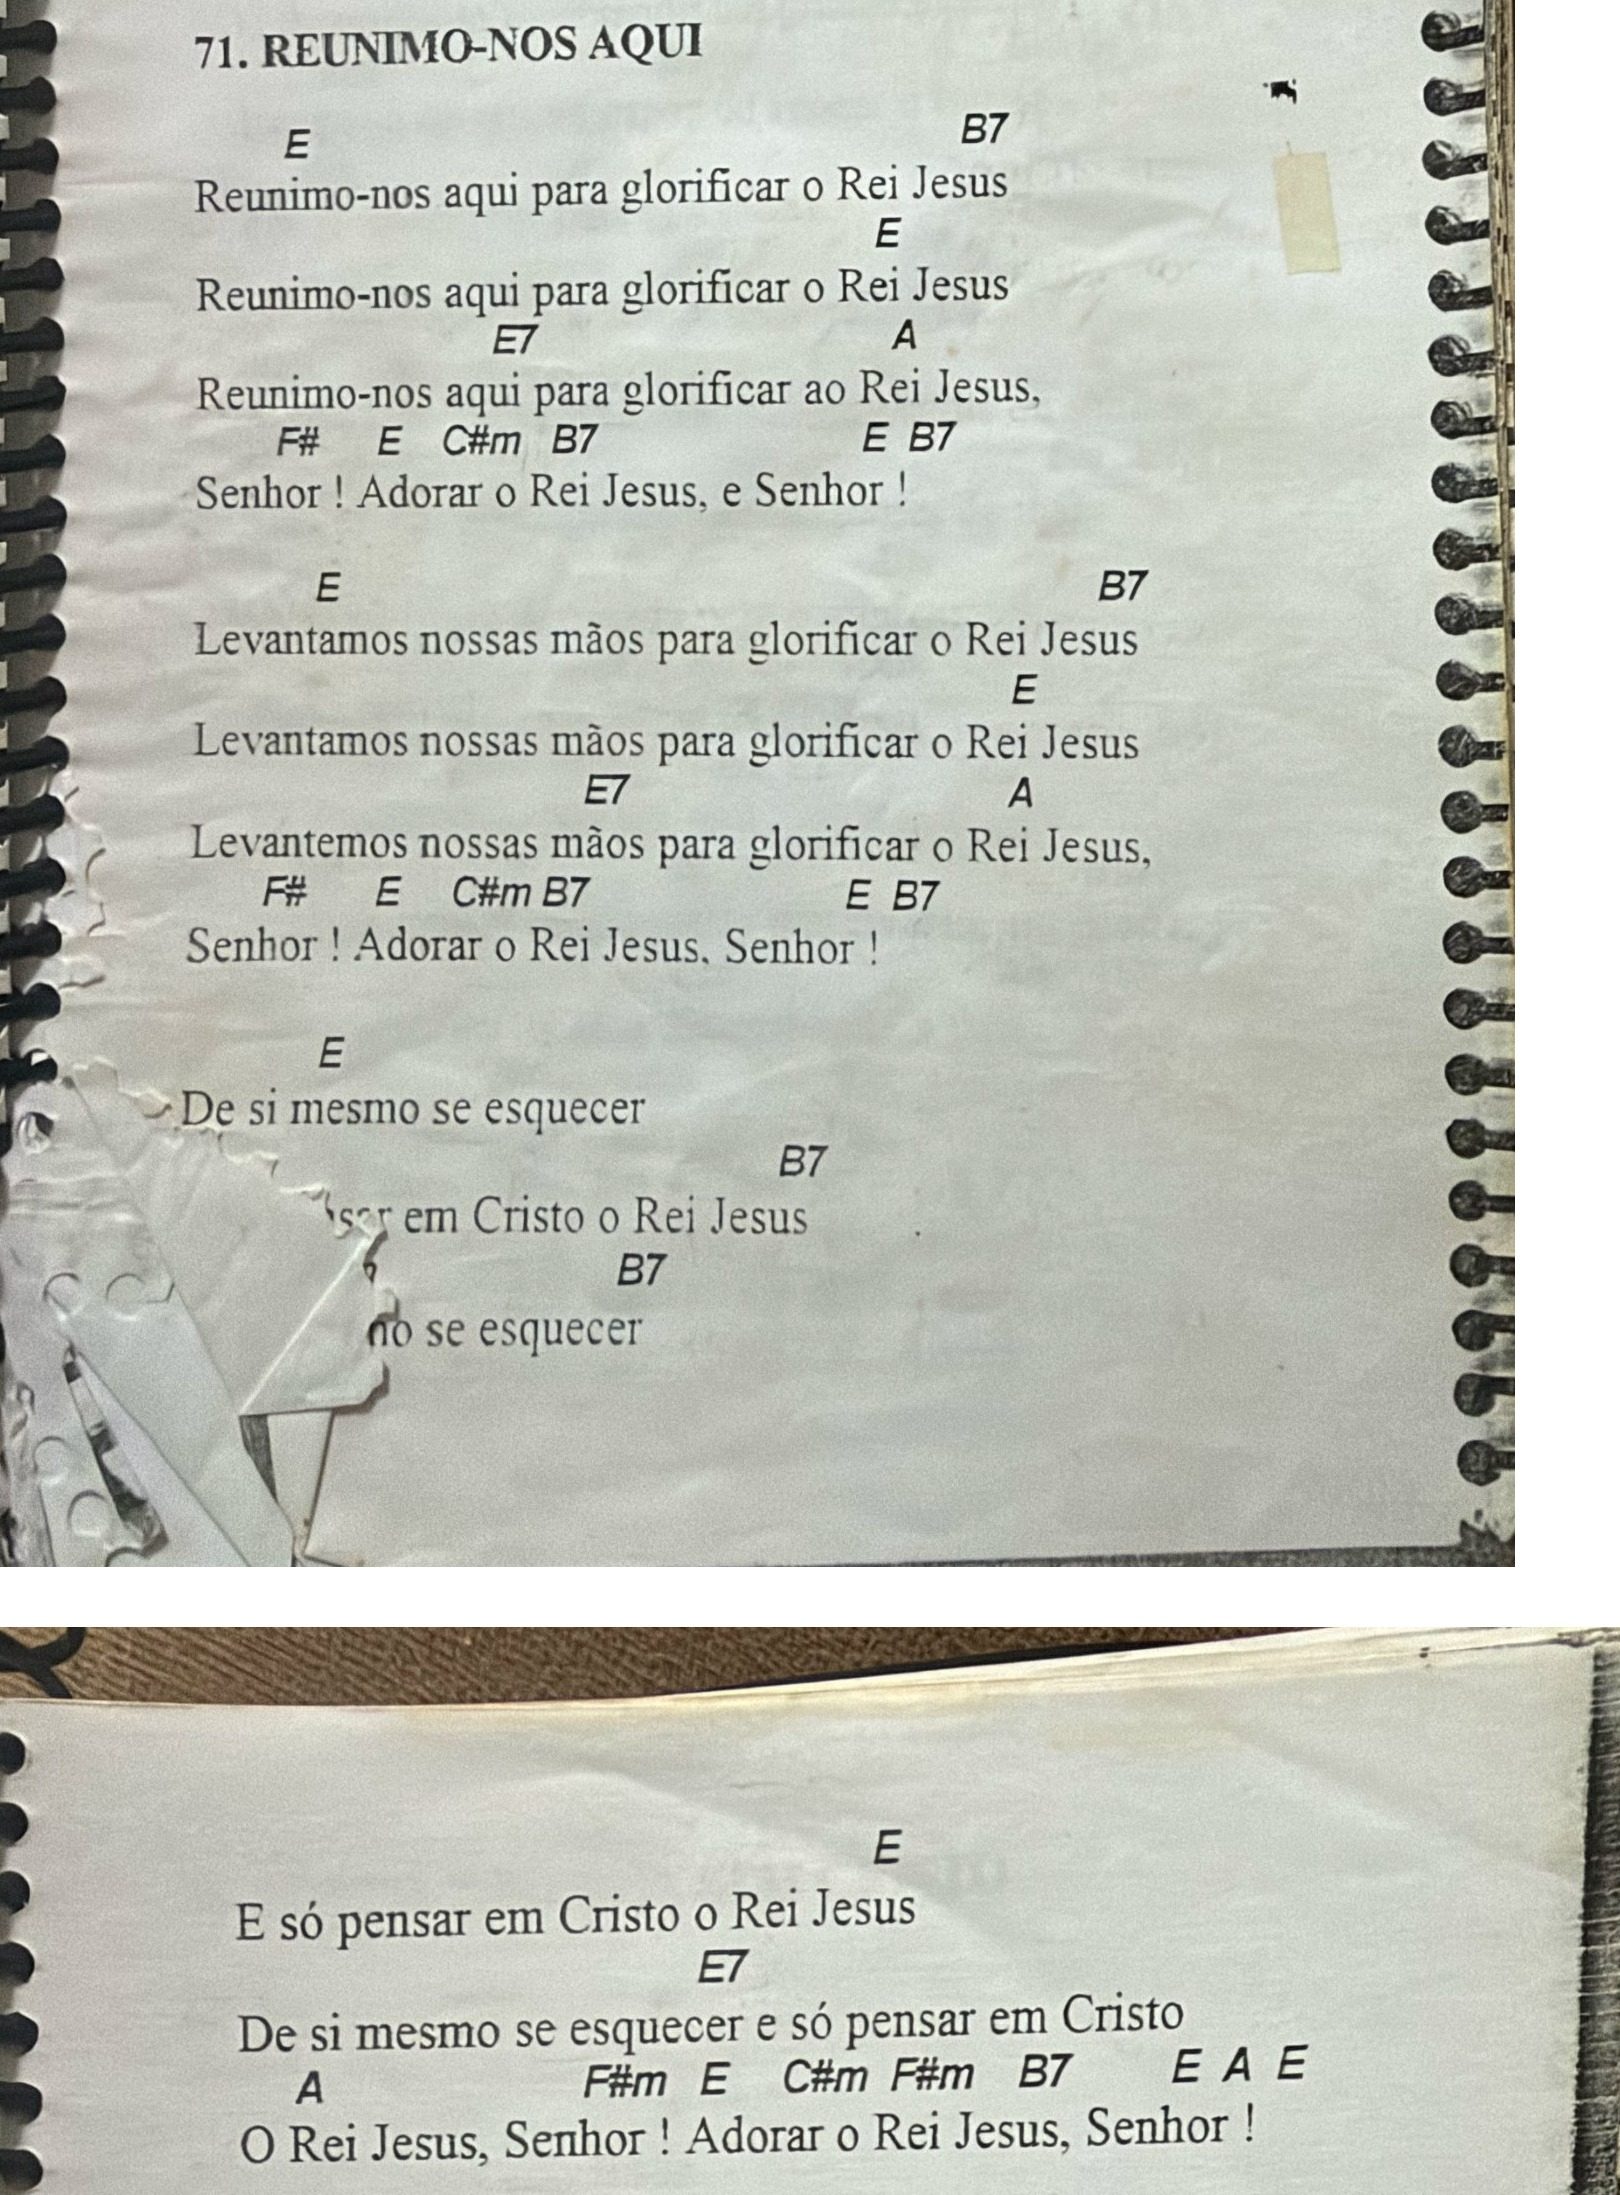 71. REUNIMO-NOS AQUI
E B7
Reunimo-nos aqui para glorificar o Rei Jesus
E
Reunimo-nos aqui para glorificar o Rei Jesus
E7 A
Reunimo-nos aqui para glorificar ao Rei Jesus,
F# E C#m B7 E B7
Senhor ! Adorar o Rei Jesus, e Senhor !
E B7
Levantamos nossas mãos para glorificar o Rei Jesus
E
Levantamos nossas mãos para glorificar o Rei Jesus
E7 A
Levantemos nossas mãos para glorificar o Rei Jesus,
F# E C#m B7 E B7
Senhor ! Adorar o Rei Jesus, Senhor !
E
De si mesmo se esquecer
B7
em Cristo o Rei Jesus
B7
se esquecer
E
E só pensar em Cristo o Rei Jesus
E7
De si mesmo se esquecer e só pensar em Cristo
A F#m E C#m F#m B7 E A E
O Rei Jesus, Senhor ! Adorar o Rei Jesus, Senhor !